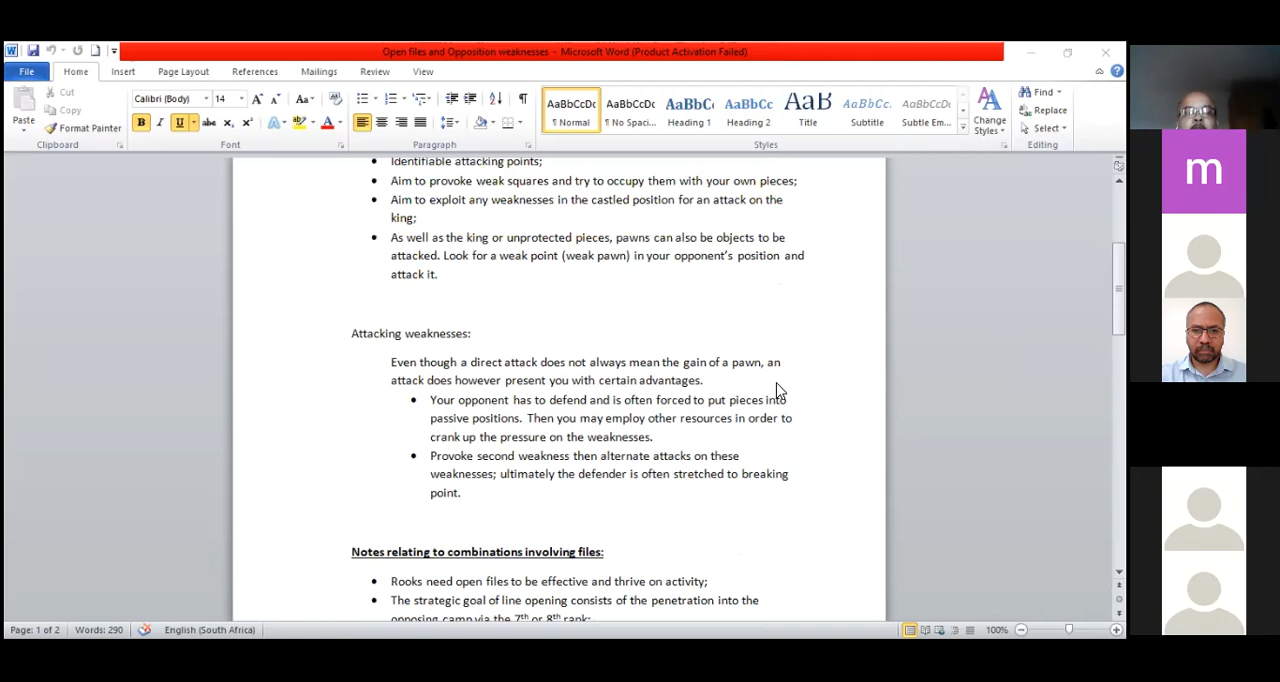 Open files and Opposition weaknesses - Microsoft Word (Product Activation Failed)
File Home Insert Page Layout References Mailings Review View
Cut
Copy
Format Painter
Paste
Calibri (Body) 14
AaBbCcDc AaBbCcDc AaBbC AaBbCc AaB AaBbCc. AaBbCcDc
¶ Normal ¶ No Spaci... Heading 1 Heading 2 Title Subtitle Subtle Em...
Change
Styles
Find
Replace
Select
Clipboard Font Paragraph Styles Editing
Identifiable attacking points;
• Aim to provoke weak squares and try to occupy them with your own pieces;
• Aim to exploit any weaknesses in the castled position for an attack on the
king;
• As well as the king or unprotected pieces, pawns can also be objects to be
attacked. Look for a weak point (weak pawn) in your opponent's position and
attack it.
Attacking weaknesses:
Even though a direct attack does not always mean the gain of a pawn, an
attack does however present you with certain advantages.
• Your opponent has to defend and is often forced to put pieces into
passive positions. Then you may employ other resources in order to
crank up the pressure on the weaknesses.
• Provoke second weakness then alternate attacks on these
weaknesses; ultimately the defender is often stretched to breaking
point.
Notes relating to combinations involving files:
• Rooks need open files to be effective and thrive on activity;
• The strategic goal of line opening consists of the penetration into the
opposing camp via the 7th or 8th rank;
Page: 1 of 2 Words: 290 English (South Africa) 100%
m